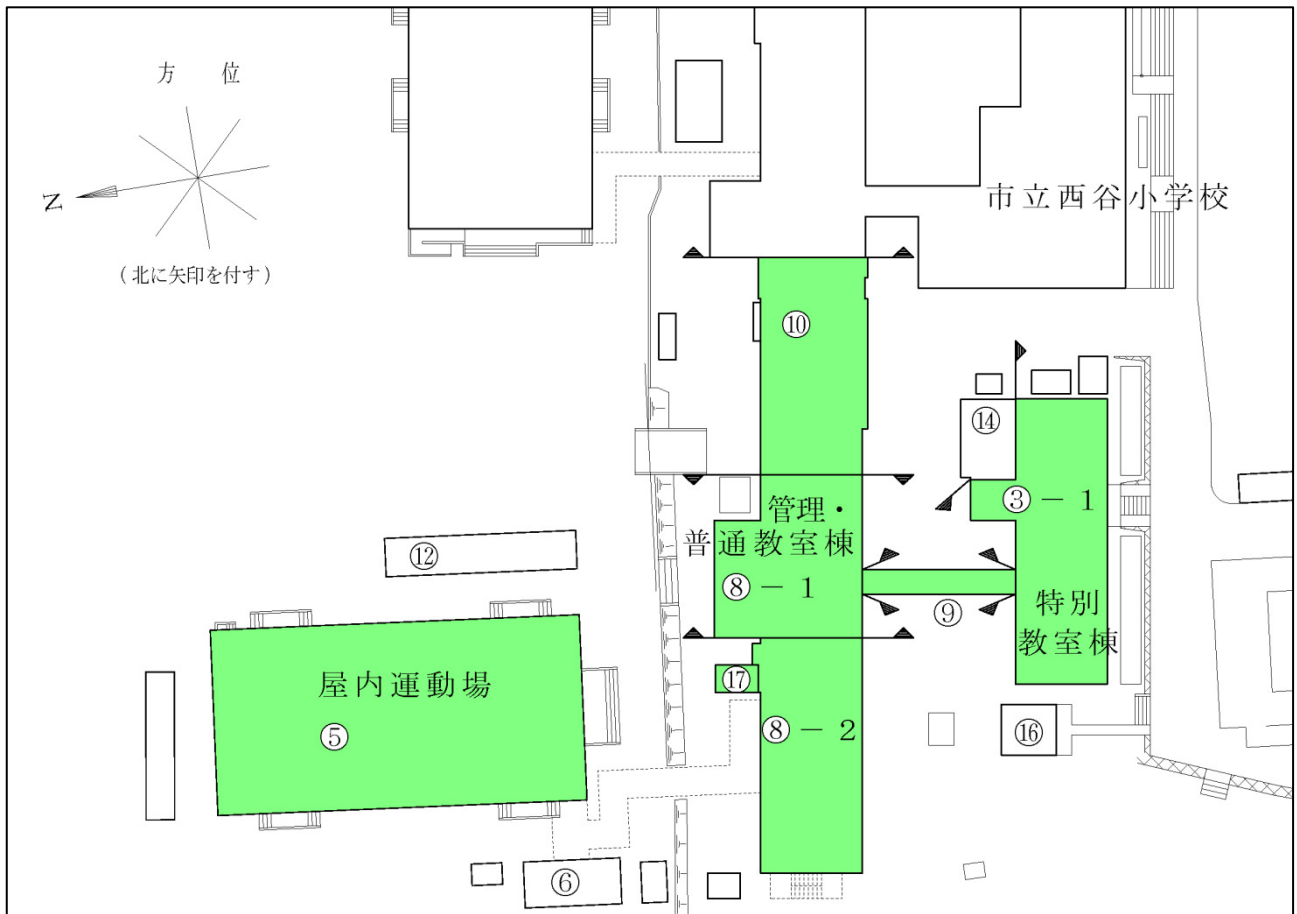 方 位
N
(北に矢印を付す)
市立西谷小学校
⑩
⑭
③－1
管理・
普通教室棟
⑧－1
⑫
⑨
特別
教室棟
屋内運動場
⑤
⑰
⑧－2
⑯
⑥